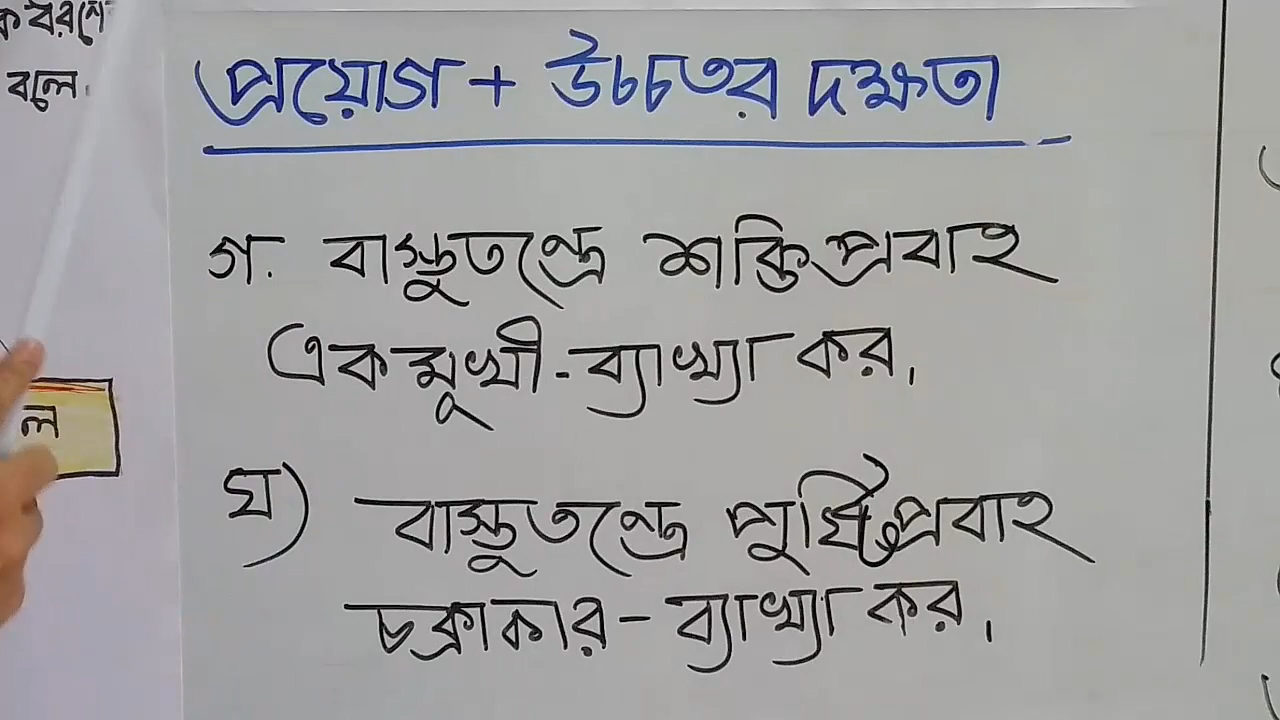 বলে।
প্রয়োগ + উচ্চতর দক্ষতা
গ. বাস্তুতন্ত্রে শক্তিপ্রবাহ
একমুখী - ব্যাখ্যা কর।
ল
ঘ) বাস্তুতন্ত্রে পুষ্টিপ্রবাহ
চক্রাকার - ব্যাখ্যা কর।